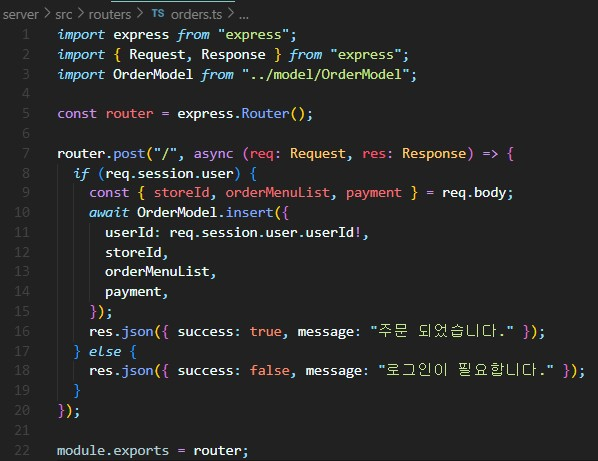 server > src > routers > TS orders.ts > ...
1 import express from "express";
2 import { Request, Response } from "express";
3 import OrderModel from "../model/OrderModel";
4
5 const router = express.Router();
6
7 router.post("/", async (req: Request, res: Response) => {
8 if (req.session.user) {
9 const { storeId, orderMenuList, payment } = req.body;
10 await OrderModel.insert({
11 userId: req.session.user.userId!,
12 storeId,
13 orderMenuList,
14 payment,
15 });
16 res.json({ success: true, message: "주문 되었습니다." });
17 } else {
18 res.json({ success: false, message: "로그인이 필요합니다." });
19 }
20 });
21
22 module.exports = router;